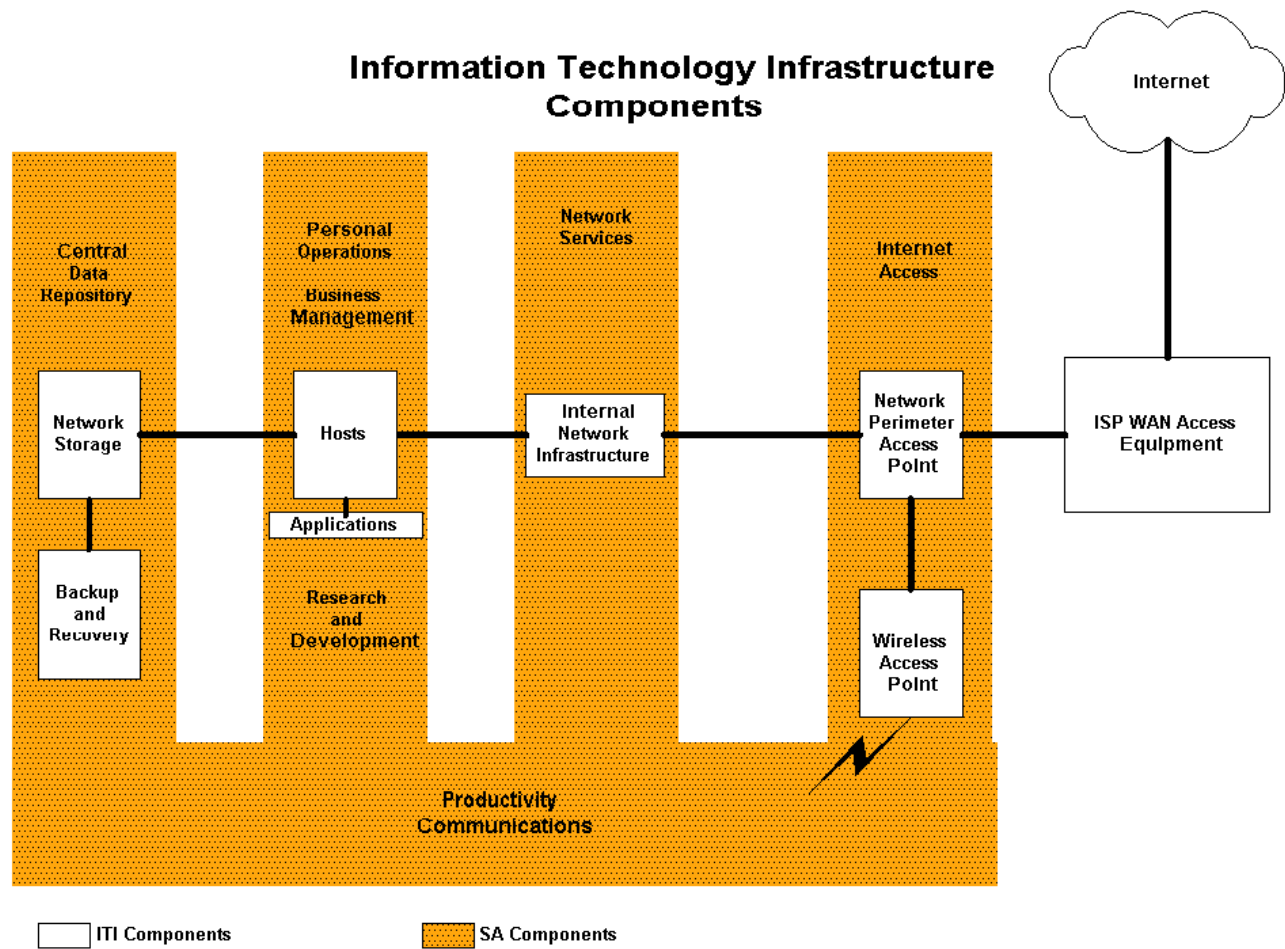 Information Technology Infrastructure
Components
Internet
Central
Data
Repository
Personal
Operations
Business
Management
Network
Services
Internet
Access
Network
Storage
Hosts
Internal
Network
Infrastructure
Network
Perimeter
Access
Point
ISP WAN Access
Equipment
Applications
Backup
and
Recovery
Research
and
Development
Wireless
Access
Point
Productivity
Communications
ITI Components
SA Components